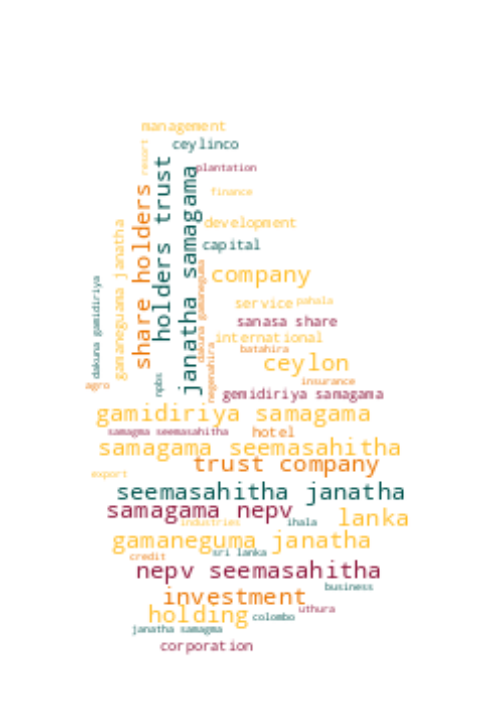 management
ceylinco
resort
plantation
share holders
holders trust
janatha samagama
finance
gamaneguama janatha
development
capital
dakuna gamaneguma
company
dakuna gamidiriya
service
pahala
sanasa share
international
negenahira
batahira
ceylon
npbs
insurance
agro
gemidiriya samagama
gamidiriya samagama
samagma seemasahitha
hotel
samagama seemasahitha
trust company
export
seemasahitha janatha
samagama nepv
lanka
industries
ihala
gamaneguma janatha
sri lanka
credit
nepv seemasahitha
business
investment
uthura
holding
colombo
janatha samagma
corporation